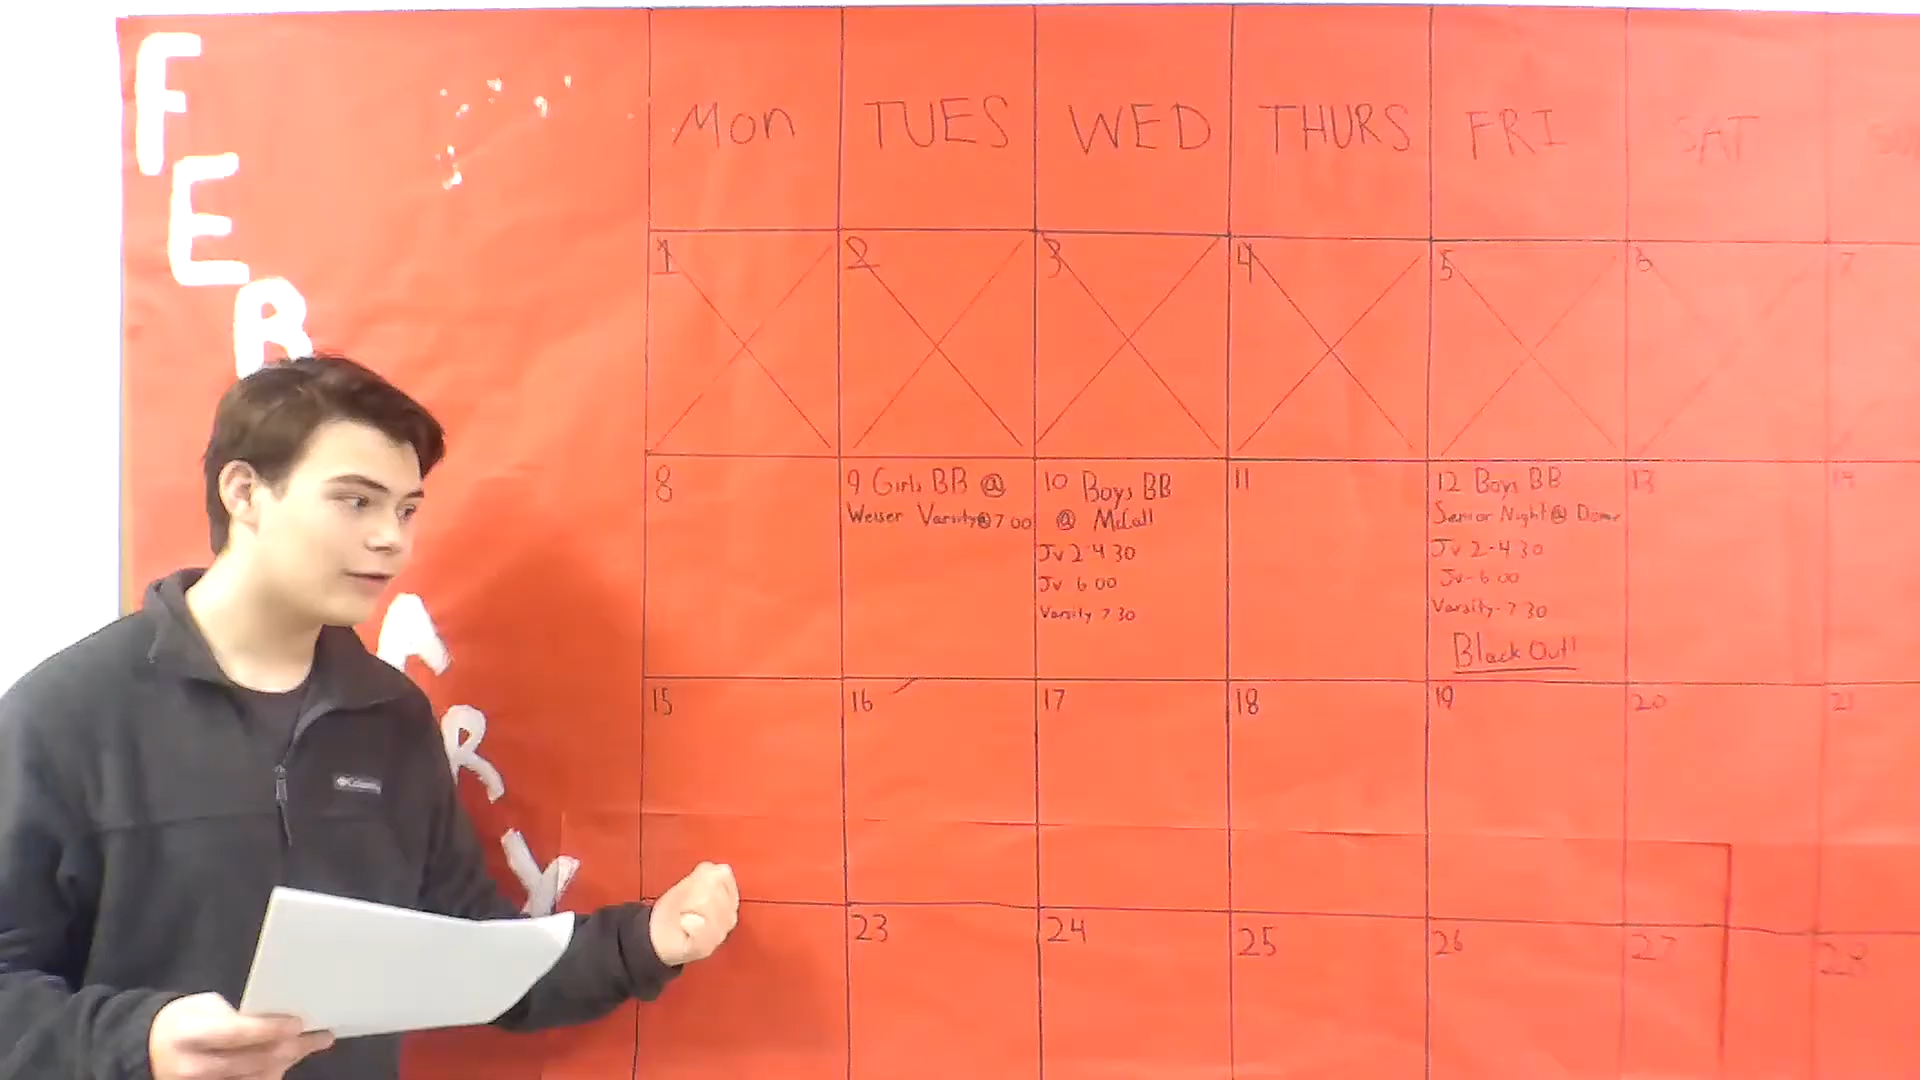 F
E
B
A
R
Y
Mon TUES WED THURS FRI SAT
1 2 3 4 5 6 7
8
9 Girls BB @
Weiser Varsity @ 7 00
10 Boys BB
@ McCall
Jv 2-4 30
Jv 6 00
Varsity 7 30
11
12 Boys BB
Senior Night @ Dome
Jv 2-4 30
Jv-6 00
Varsity-7 30
Black Out!
13
14
15 16 17 18 19 20 21
23 24 25 26 27 28
Columbia